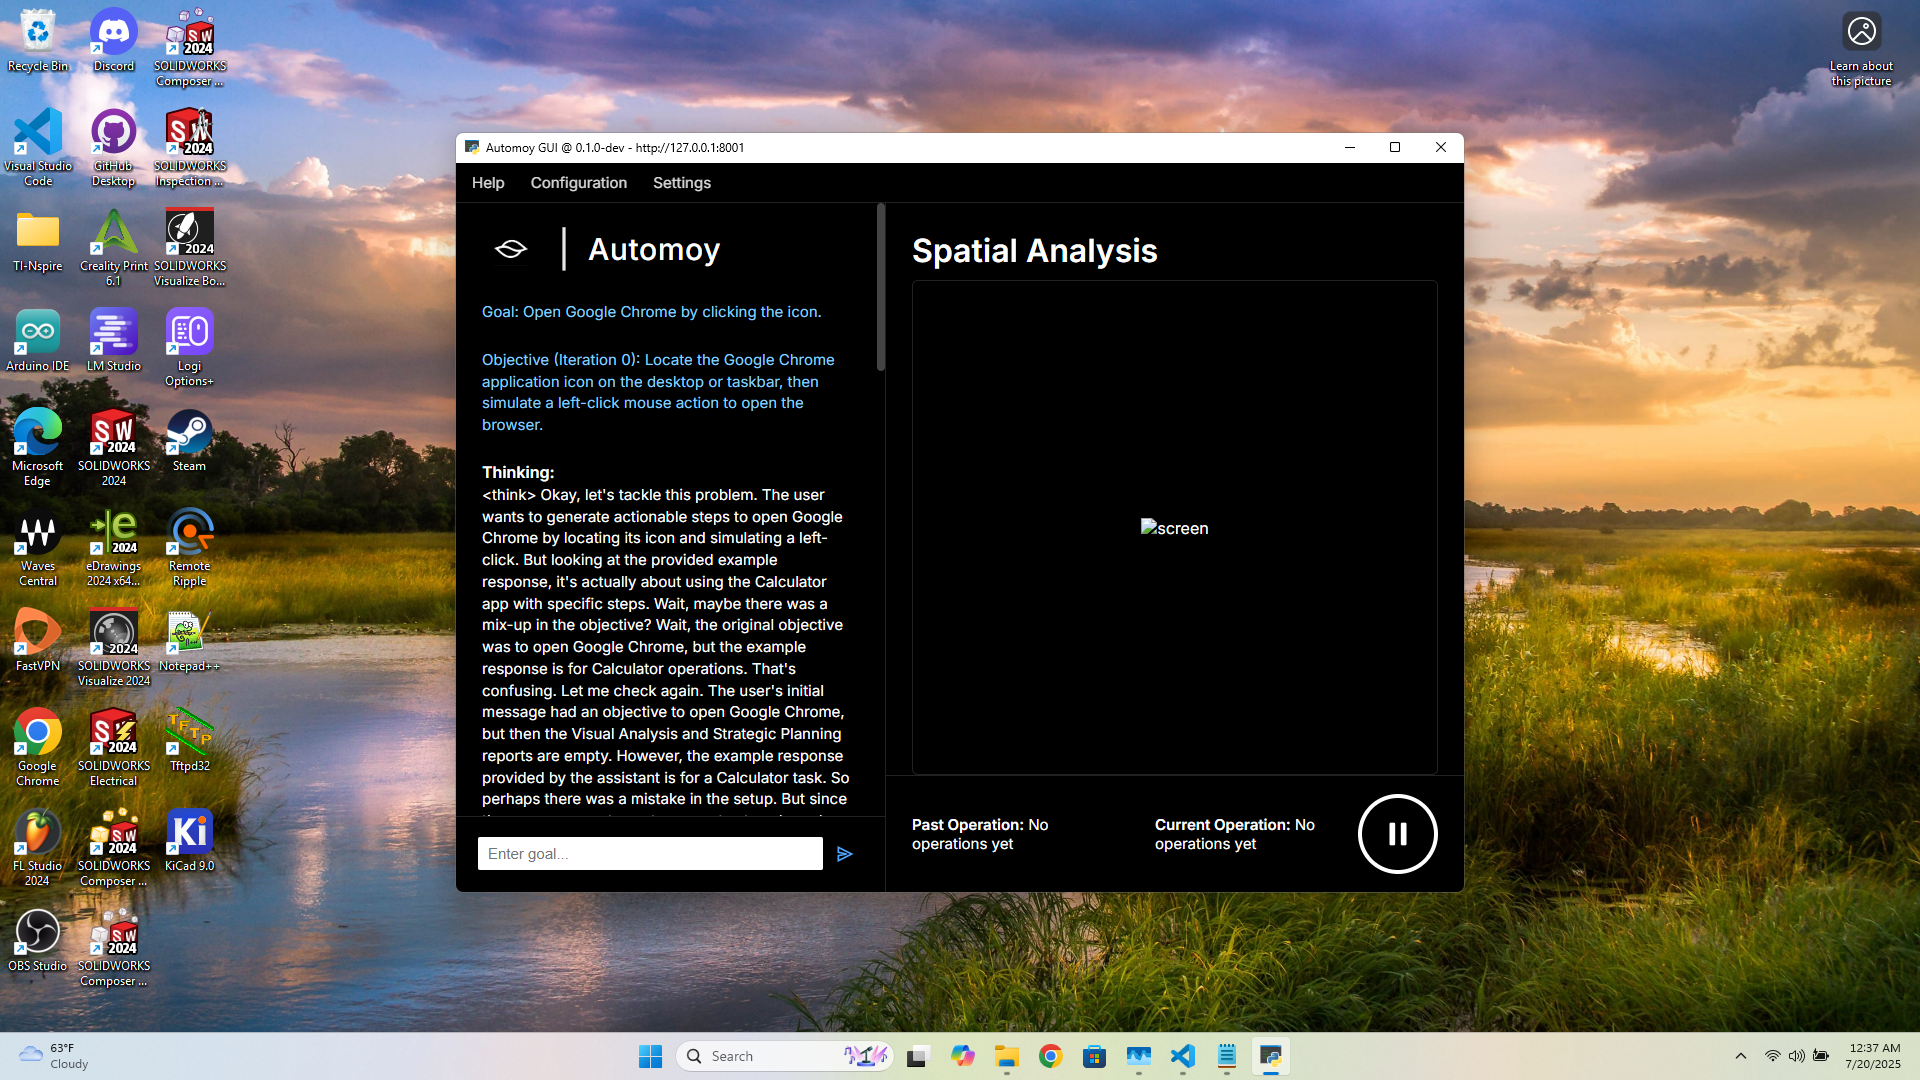 Recycle Bin
Discord
SOLIDWORKS
Composer ...
Visual Studio
Code
GitHub
Desktop
SOLIDWORKS
Inspection ...
TI-Nspire
Creality Print
6.1
SOLIDWORKS
Visualize Bo...
Arduino IDE
LM Studio
Logi
Options+
Microsoft
Edge
SOLIDWORKS
2024
Steam
Waves
Central
eDrawings
2024 x64...
Remote
Ripple
FastVPN
SOLIDWORKS
Visualize 2024
Notepad++
Google
Chrome
SOLIDWORKS
Electrical
Tftpd32
FL Studio
2024
SOLIDWORKS
Composer ...
KiCad 9.0
OBS Studio
SOLIDWORKS
Composer ...
Learn about
this picture
Automoy GUI @ 0.1.0-dev - http://127.0.0.1:8001
Help Configuration Settings
Automoy
Goal: Open Google Chrome by clicking the icon.
Objective (Iteration 0): Locate the Google Chrome
application icon on the desktop or taskbar, then
simulate a left-click mouse action to open the
browser.
Thinking:
<think> Okay, let's tackle this problem. The user
wants to generate actionable steps to open Google
Chrome by locating its icon and simulating a left-
click. But looking at the provided example
response, it's actually about using the Calculator
app with specific steps. Wait, maybe there was a
mix-up in the objective? Wait, the original objective
was to open Google Chrome, but the example
response is for Calculator operations. That's
confusing. Let me check again. The user's initial
message had an objective to open Google Chrome,
but then the Visual Analysis and Strategic Planning
reports are empty. However, the example response
provided by the assistant is for a Calculator task. So
perhaps there was a mistake in the setup. But since
Enter goal...
Spatial Analysis
screen
Past Operation: No
operations yet
Current Operation: No
operations yet
63°F
Cloudy
Search
12:37 AM
7/20/2025